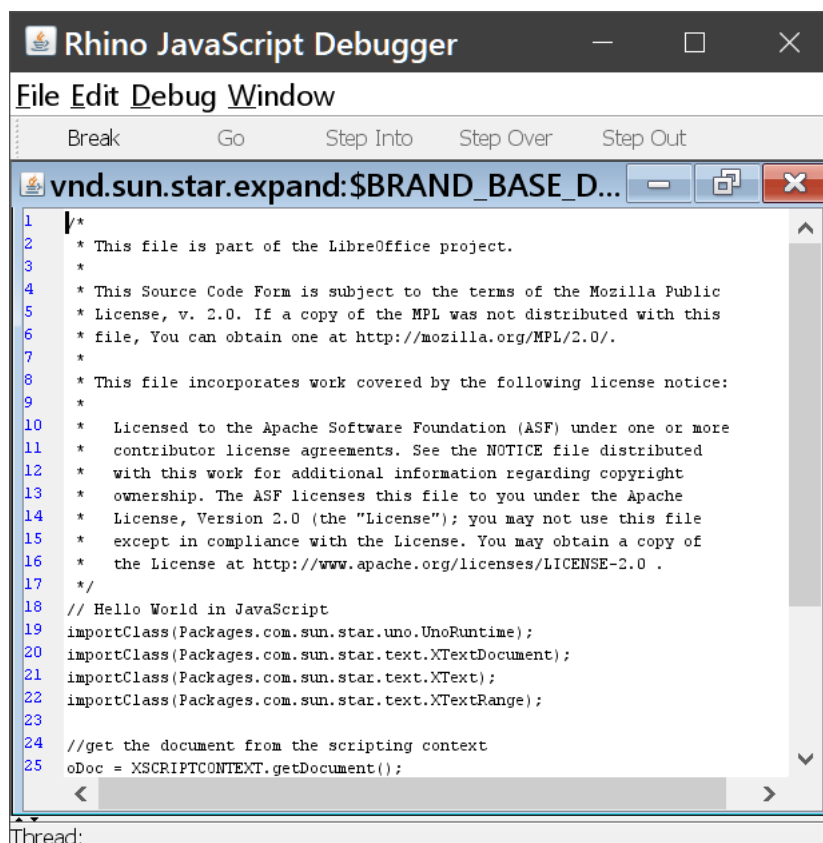 Rhino JavaScript Debugger
File Edit Debug Window
Break Go Step Into Step Over Step Out
vnd.sun.star.expand:$BRAND_BASE_D...
1 /*
2  * This file is part of the LibreOffice project.
3  *
4  * This Source Code Form is subject to the terms of the Mozilla Public
5  * License, v. 2.0. If a copy of the MPL was not distributed with this
6  * file, You can obtain one at http://mozilla.org/MPL/2.0/.
7  *
8  * This file incorporates work covered by the following license notice:
9  *
10  *   Licensed to the Apache Software Foundation (ASF) under one or more
11  *   contributor license agreements. See the NOTICE file distributed
12  *   with this work for additional information regarding copyright
13  *   ownership. The ASF licenses this file to you under the Apache
14  *   License, Version 2.0 (the "License"); you may not use this file
15  *   except in compliance with the License. You may obtain a copy of
16  *   the License at http://www.apache.org/licenses/LICENSE-2.0 .
17  */
18 // Hello World in JavaScript
19 importClass(Packages.com.sun.star.uno.UnoRuntime);
20 importClass(Packages.com.sun.star.text.XTextDocument);
21 importClass(Packages.com.sun.star.text.XText);
22 importClass(Packages.com.sun.star.text.XTextRange);
23
24 //get the document from the scripting context
25 oDoc = XSCRIPTCONTEXT.getDocument();
Thread: